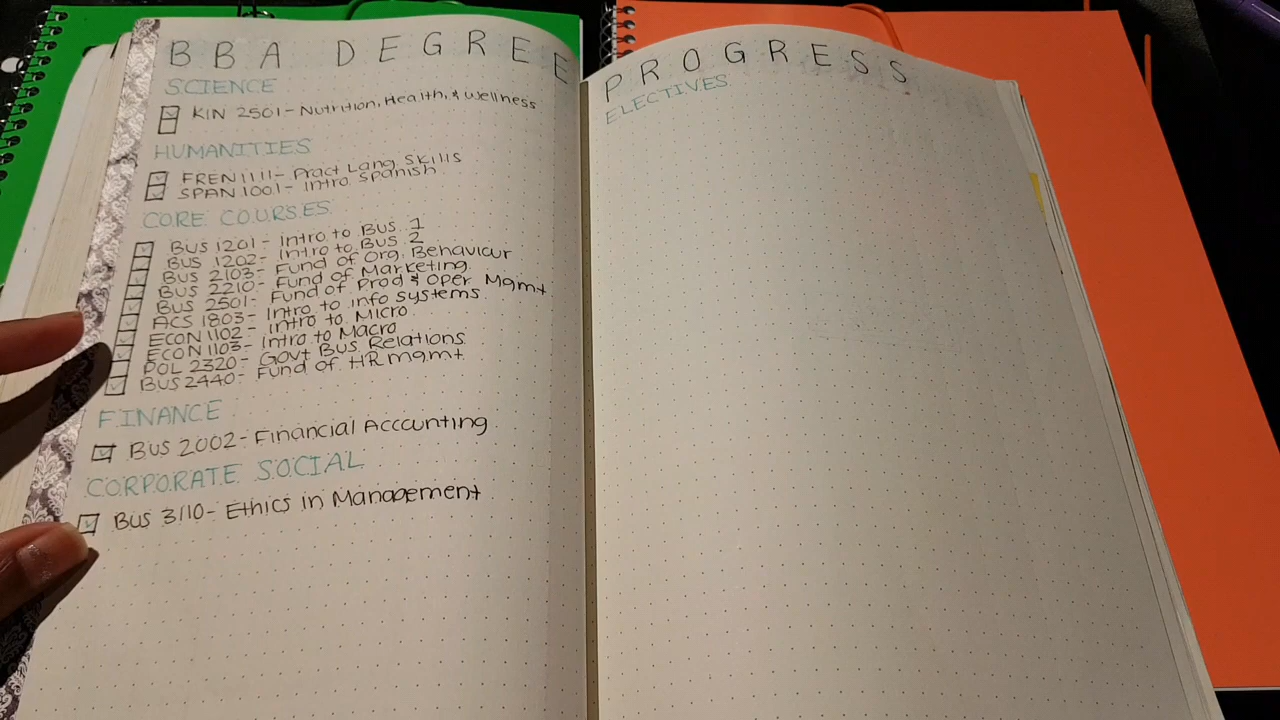 BBA DEGREE PROGRESS
SCIENCE
KIN 2501- Nutrition, Health, & Wellness
HUMANITIES
FREN 1111- Pract Lang. Skills
SPAN 1001- Intro Spanish
CORE COURSES
BUS 1201- Intro to Bus. 1
BUS 1202- Intro to Bus 2
BUS 2103- Fund of Org. Behaviour
BUS 2210- Fund of Marketing
BUS 2501- Fund of Prod & Oper Mgmt
ACS 1803- Intro to info systems
ECON 1102- Intro to Micro
ECON 1103- Intro to Macro
POL 2320- Govt Bus Relations
BUS 2440- Fund of HR mgmt
FINANCE
BUS 2002- Financial Accounting
CORPORATE SOCIAL
BUS 3110- Ethics in Management
ELECTIVES